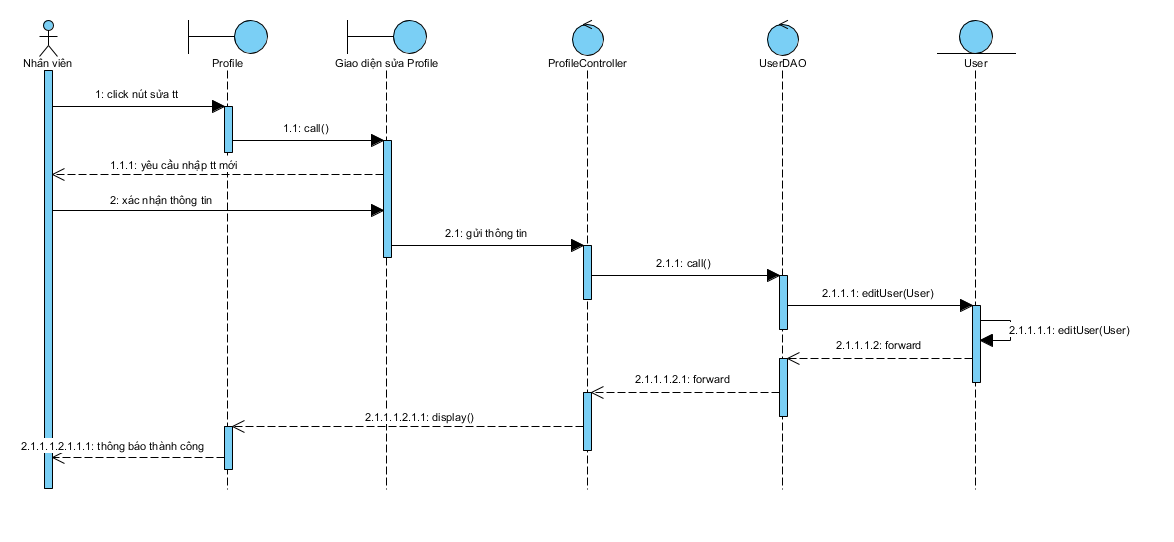 Nhân viên
Profile
Giao diện sửa Profile
ProfileController
UserDAO
User
1: click nút sửa tt
1.1: call()
1.1.1: yêu cầu nhập tt mới
2: xác nhận thông tin
2.1: gửi thông tin
2.1.1: call()
2.1.1.1: editUser(User)
2.1.1.1.1: editUser(User)
2.1.1.1.2: forward
2.1.1.1.2.1: forward
2.1.1.1.2.1.1: display()
2.1.1.1.2.1.1.1: thông báo thành công